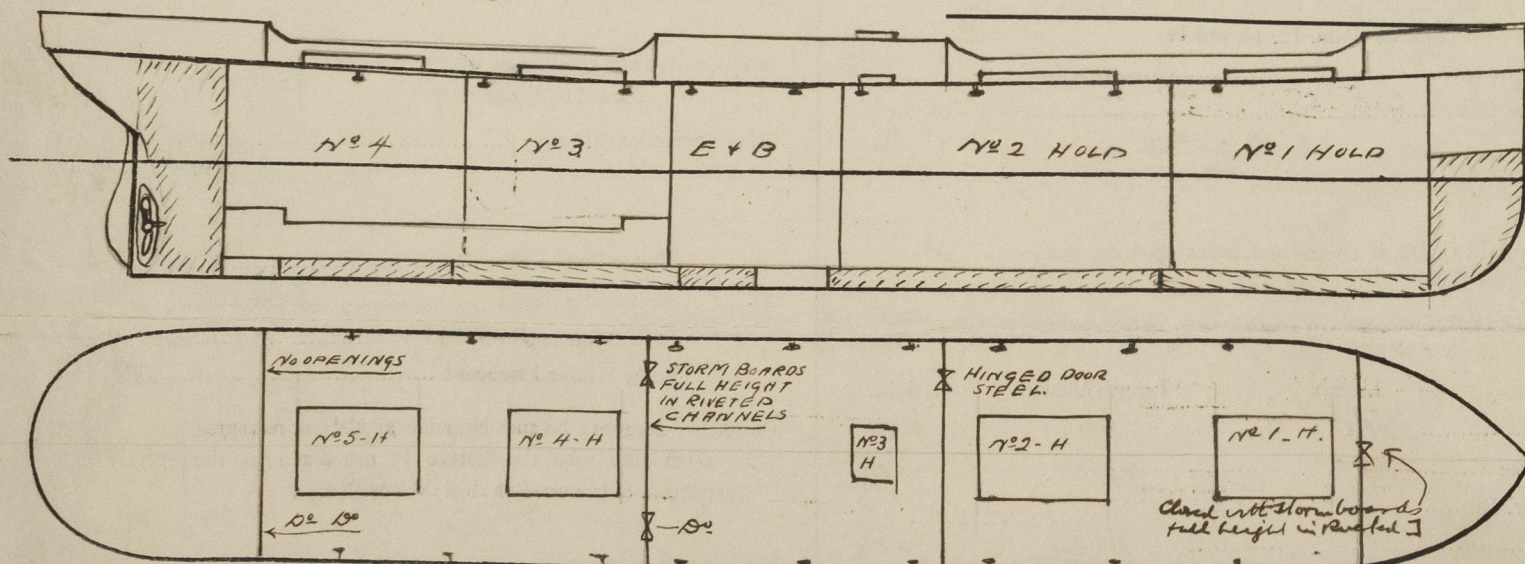 Nº 4
Nº 3
E + B
Nº 2 HOLD
Nº 1 HOLD
NO OPENINGS
STORM BOARDS
FULL HEIGHT
IN RIVETED
CHANNELS
HINGED DOOR
STEEL.
Nº 5-H
Nº 4-H
Nº3
H
Nº2-H
Nº 1-H.
Dº Dº
Dº
Closed with stormboards
full height in Riveted ]